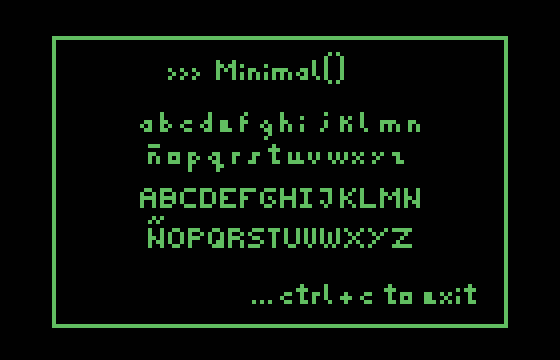 >>> Minimal()
a b c d e f g h i j k l m n
ñ o p q r s t u v w x y z
ABCDEFGHIJKLMN
ÑOPQRSTUVWXYZ
...ctrl+c to exit